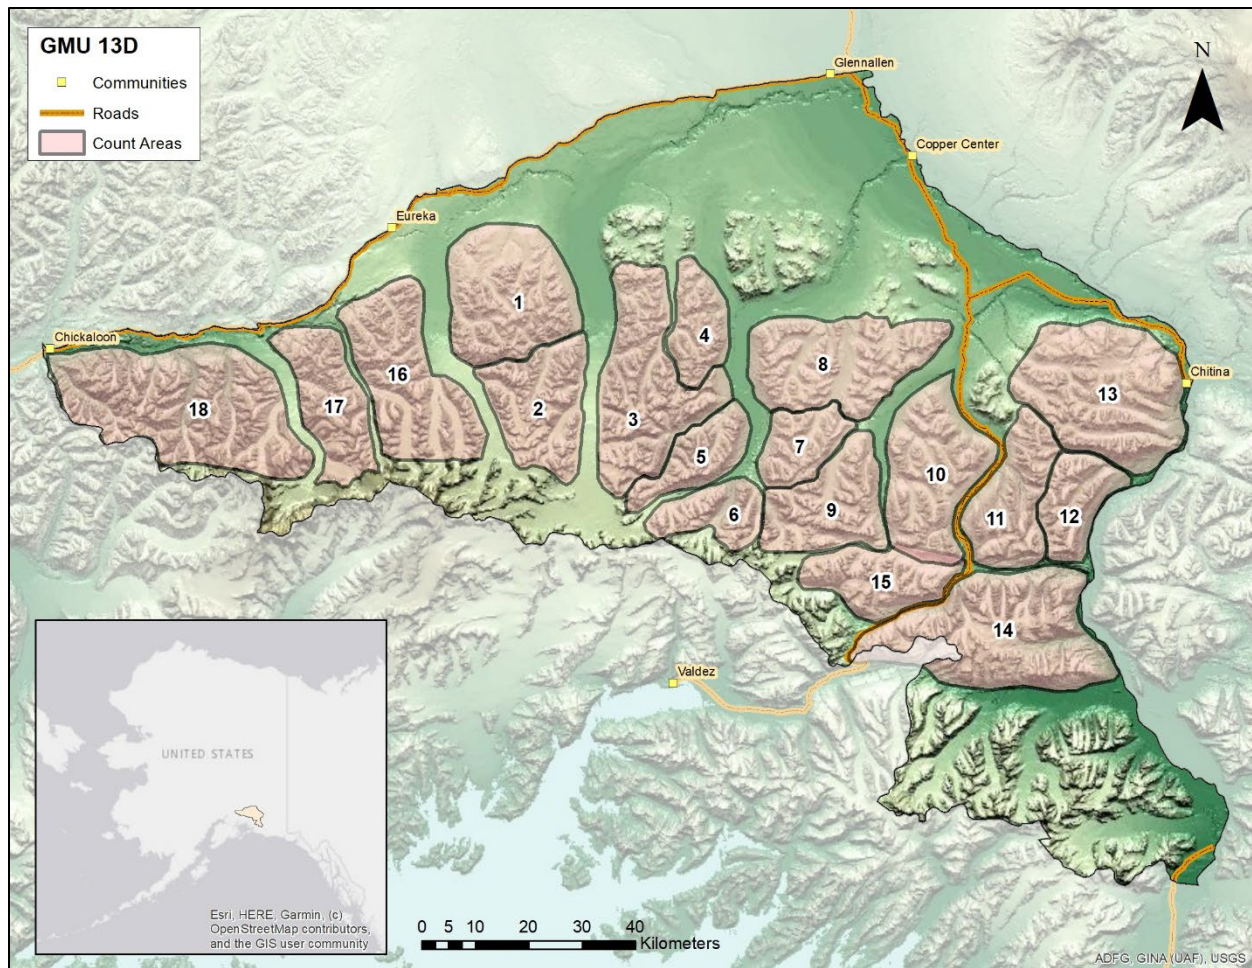 GMU 13D
Communities
Roads
Count Areas
N
Glennallen
Copper Center
Eureka
Chickaloon
Chitina
1
4
8
16
13
18
17
2
3
5
7
10
6
9
11
12
15
14
Valdez
UNITED STATES
Esri, HERE, Garmin, (c)
OpenStreetMap contributors,
and the GIS user community
0 5 10 20 30 40
Kilometers
ADFG, GINA (UAF), USGS